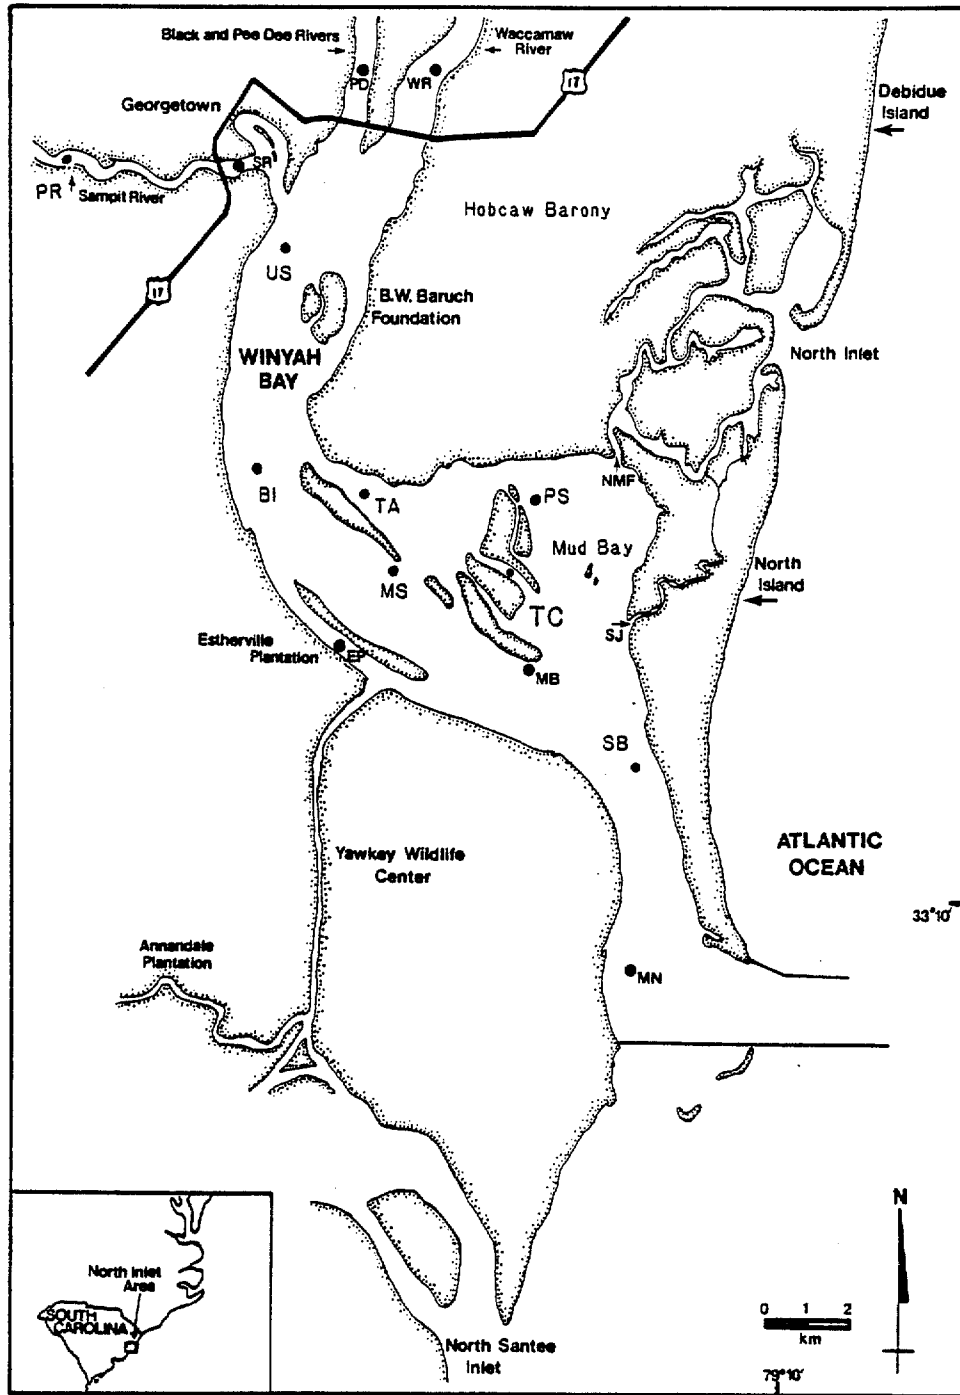 Black and Pee Dee Rivers
Waccamaw
River
17
PD
WR
Georgetown
Debidue
Island
SR
PR
Sampit River
Hobcaw Barony
US
17
B.W. Baruch
Foundation
WINYAH
BAY
North Inlet
NMF
BI
TA
PS
Mud Bay
MS
North
Island
TC
SJ
Estherville
Plantation
EP
MB
SB
Yawkey Wildlife
Center
ATLANTIC
OCEAN
33°10'
Annandale
Plantation
MN
N
North Inlet
Area
SOUTH
CAROLINA
0 1 2
km
North Santee
Inlet
79°10'